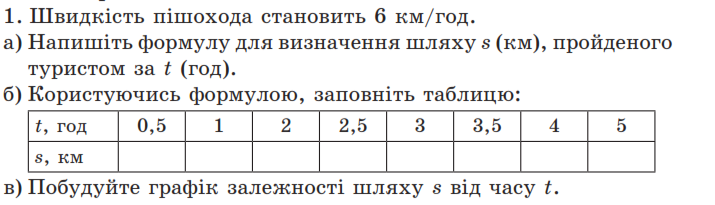 1. Швидкість пішохода становить 6 км/год.
а) Напишіть формулу для визначення шляху s (км), пройденого
туристом за t (год).
б) Користуючись формулою, заповніть таблицю:
t, год 0,5 1 2 2,5 3 3,5 4 5
s, км
в) Побудуйте графік залежності шляху s від часу t.